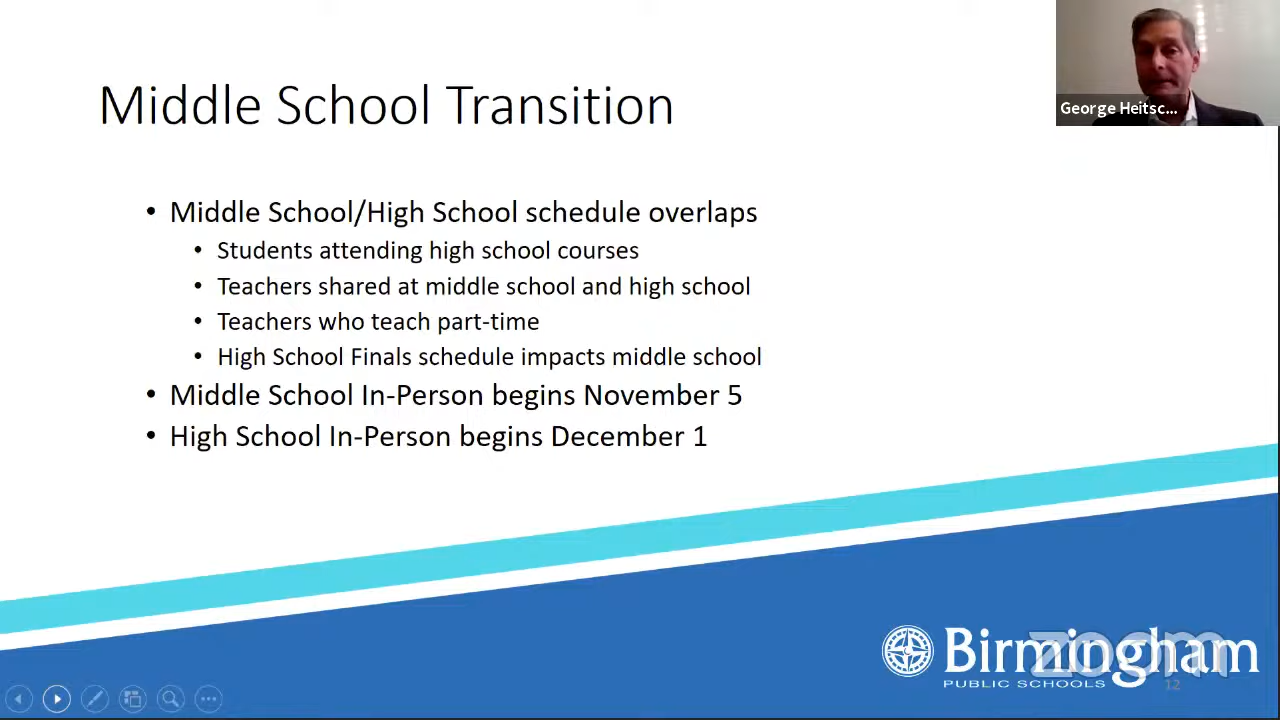 Middle School Transition
George Heitsc...
• Middle School/High School schedule overlaps
• Students attending high school courses
• Teachers shared at middle school and high school
• Teachers who teach part-time
• High School Finals schedule impacts middle school
• Middle School In-Person begins November 5
• High School In-Person begins December 1
Birmingham
PUBLIC SCHOOLS
zoom
12